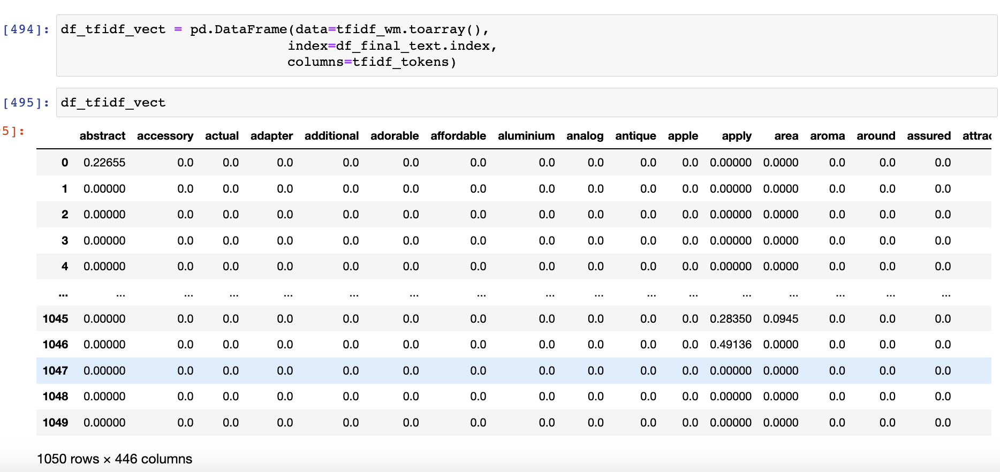 [494]: df_tfidf_vect = pd.DataFrame(data=tfidf_wm.toarray(),
index=df_final_text.index,
columns=tfidf_tokens)
[495]: df_tfidf_vect
5]:
abstract accessory actual adapter additional adorable affordable aluminium analog antique apple apply area aroma around assured attrac
0 0.22655 0.0 0.0 0.0 0.0 0.0 0.0 0.0 0.0 0.0 0.0 0.00000 0.0000 0.0 0.0 0.0
1 0.00000 0.0 0.0 0.0 0.0 0.0 0.0 0.0 0.0 0.0 0.0 0.00000 0.0000 0.0 0.0 0.0
2 0.00000 0.0 0.0 0.0 0.0 0.0 0.0 0.0 0.0 0.0 0.0 0.00000 0.0000 0.0 0.0 0.0
3 0.00000 0.0 0.0 0.0 0.0 0.0 0.0 0.0 0.0 0.0 0.0 0.00000 0.0000 0.0 0.0 0.0
4 0.00000 0.0 0.0 0.0 0.0 0.0 0.0 0.0 0.0 0.0 0.0 0.00000 0.0000 0.0 0.0 0.0
... ... ... ... ... ... ... ... ... ... ... ... ... ... ... ... ...
1045 0.00000 0.0 0.0 0.0 0.0 0.0 0.0 0.0 0.0 0.0 0.0 0.28350 0.0945 0.0 0.0 0.0
1046 0.00000 0.0 0.0 0.0 0.0 0.0 0.0 0.0 0.0 0.0 0.0 0.49136 0.0000 0.0 0.0 0.0
1047 0.00000 0.0 0.0 0.0 0.0 0.0 0.0 0.0 0.0 0.0 0.0 0.00000 0.0000 0.0 0.0 0.0
1048 0.00000 0.0 0.0 0.0 0.0 0.0 0.0 0.0 0.0 0.0 0.0 0.00000 0.0000 0.0 0.0 0.0
1049 0.00000 0.0 0.0 0.0 0.0 0.0 0.0 0.0 0.0 0.0 0.0 0.00000 0.0000 0.0 0.0 0.0
1050 rows × 446 columns